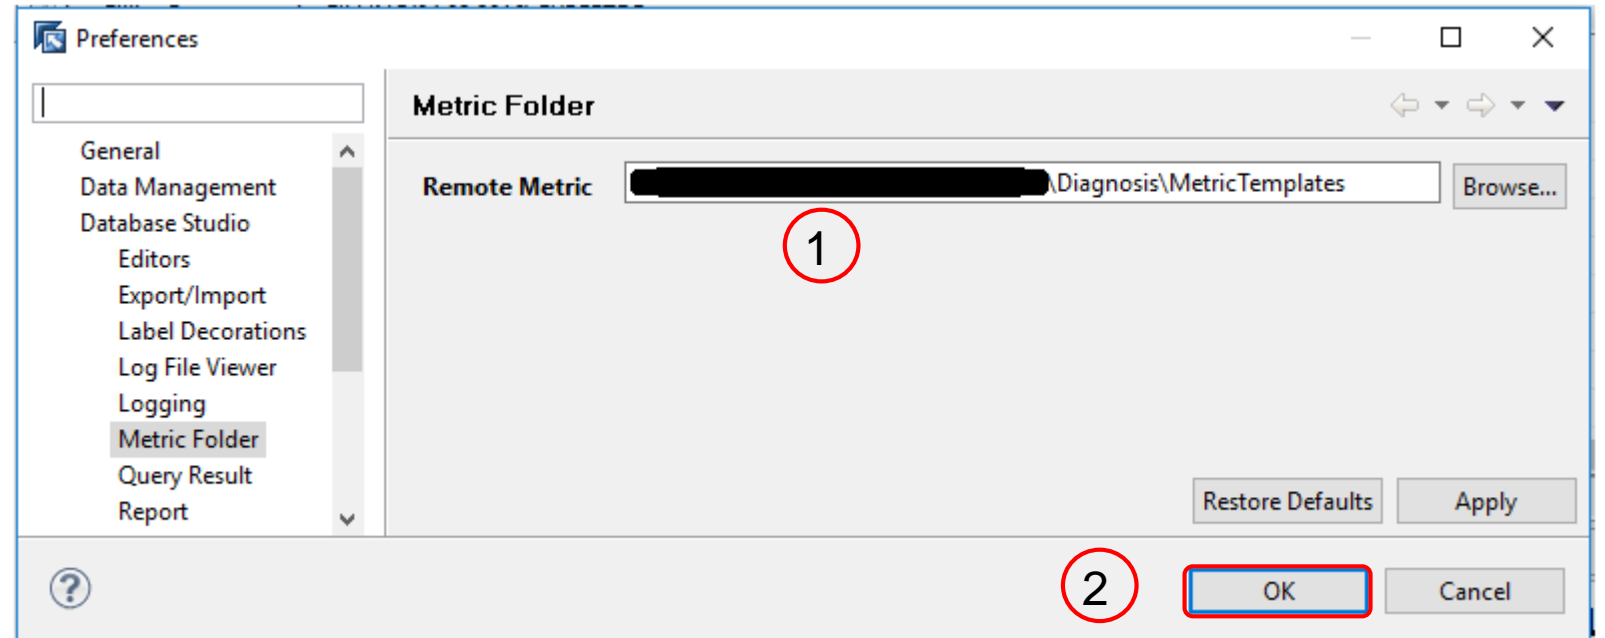 Preferences
Metric Folder
General
Data Management
Database Studio
Editors
Export/Import
Label Decorations
Log File Viewer
Logging
Metric Folder
Query Result
Report
Remote Metric
\Diagnosis\MetricTemplates
Browse...
1
Restore Defaults
Apply
2
OK
Cancel